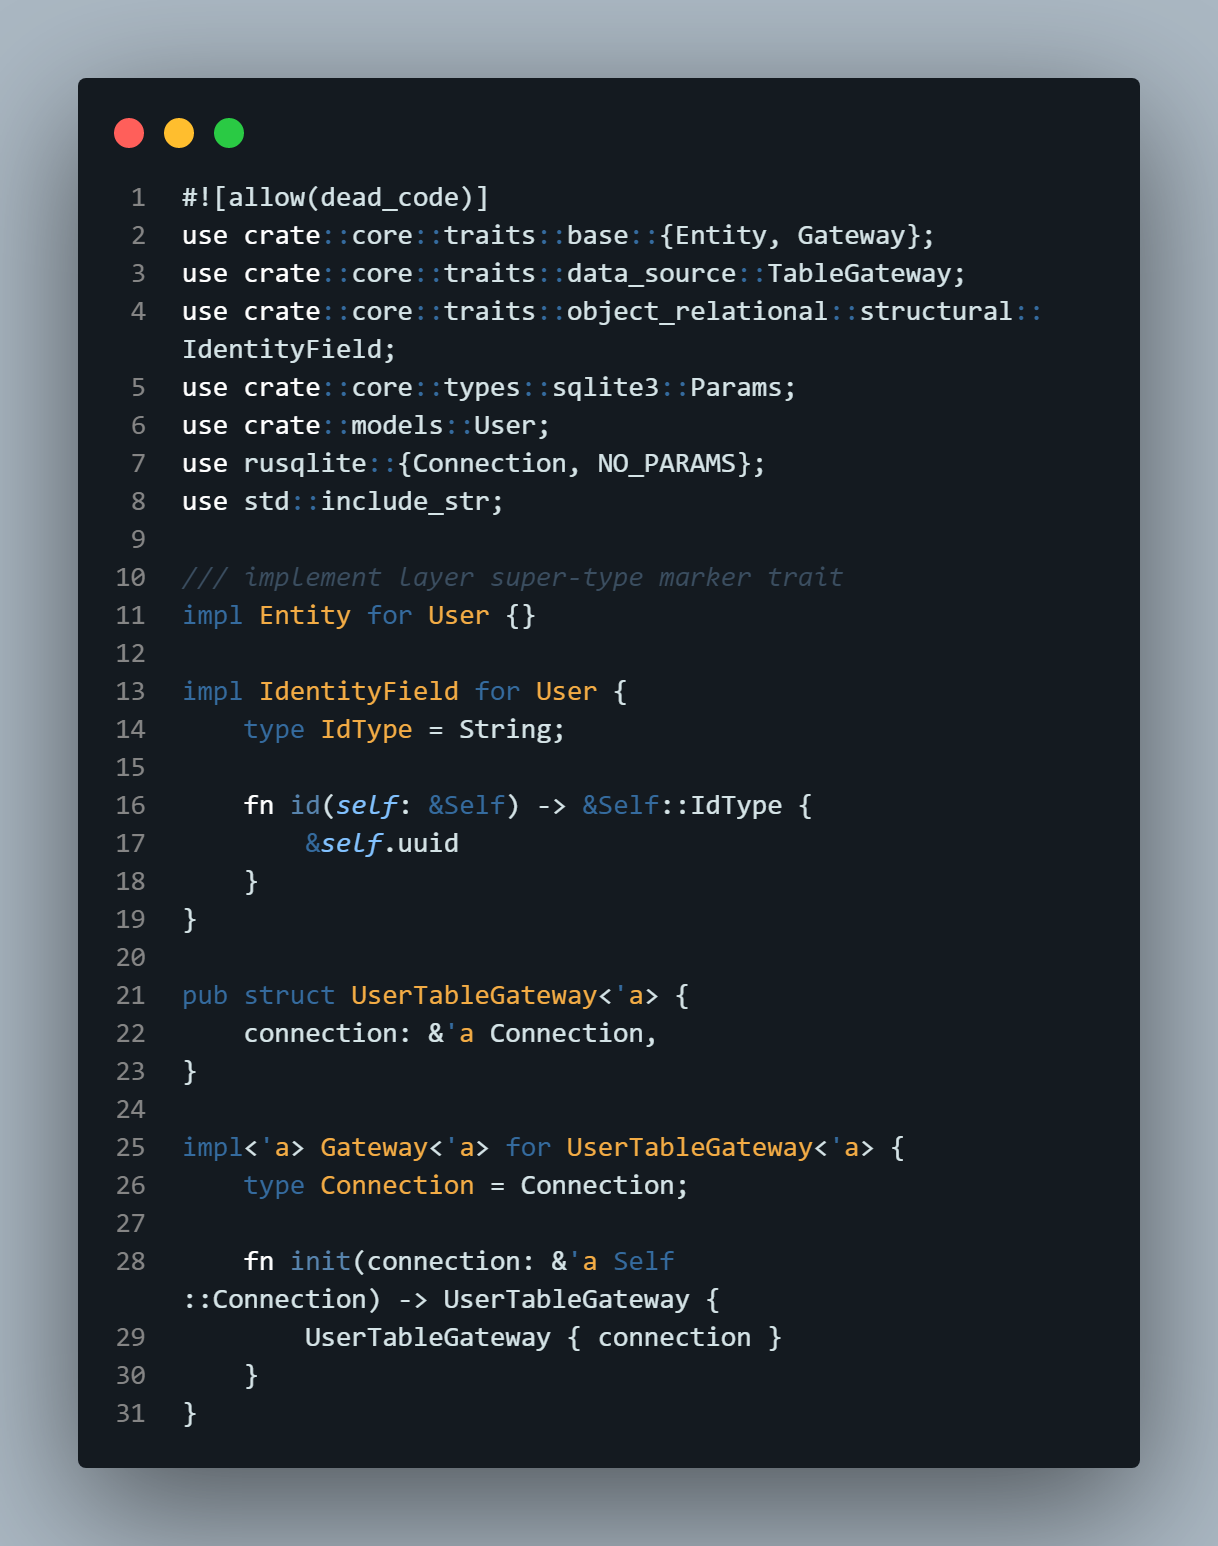 1 #![allow(dead_code)]
2 use crate::core::traits::base::{Entity, Gateway};
3 use crate::core::traits::data_source::TableGateway;
4 use crate::core::traits::object_relational::structural::
IdentityField;
5 use crate::core::types::sqlite3::Params;
6 use crate::models::User;
7 use rusqlite::{Connection, NO_PARAMS};
8 use std::include_str;
9
10 /// implement layer super-type marker trait
11 impl Entity for User {}
12
13 impl IdentityField for User {
14     type IdType = String;
15
16     fn id(self: &Self) -> &Self::IdType {
17         &self.uuid
18     }
19 }
20
21 pub struct UserTableGateway<'a> {
22     connection: &'a Connection,
23 }
24
25 impl<'a> Gateway<'a> for UserTableGateway<'a> {
26     type Connection = Connection;
27
28     fn init(connection: &'a Self
::Connection) -> UserTableGateway {
29         UserTableGateway { connection }
30     }
31 }